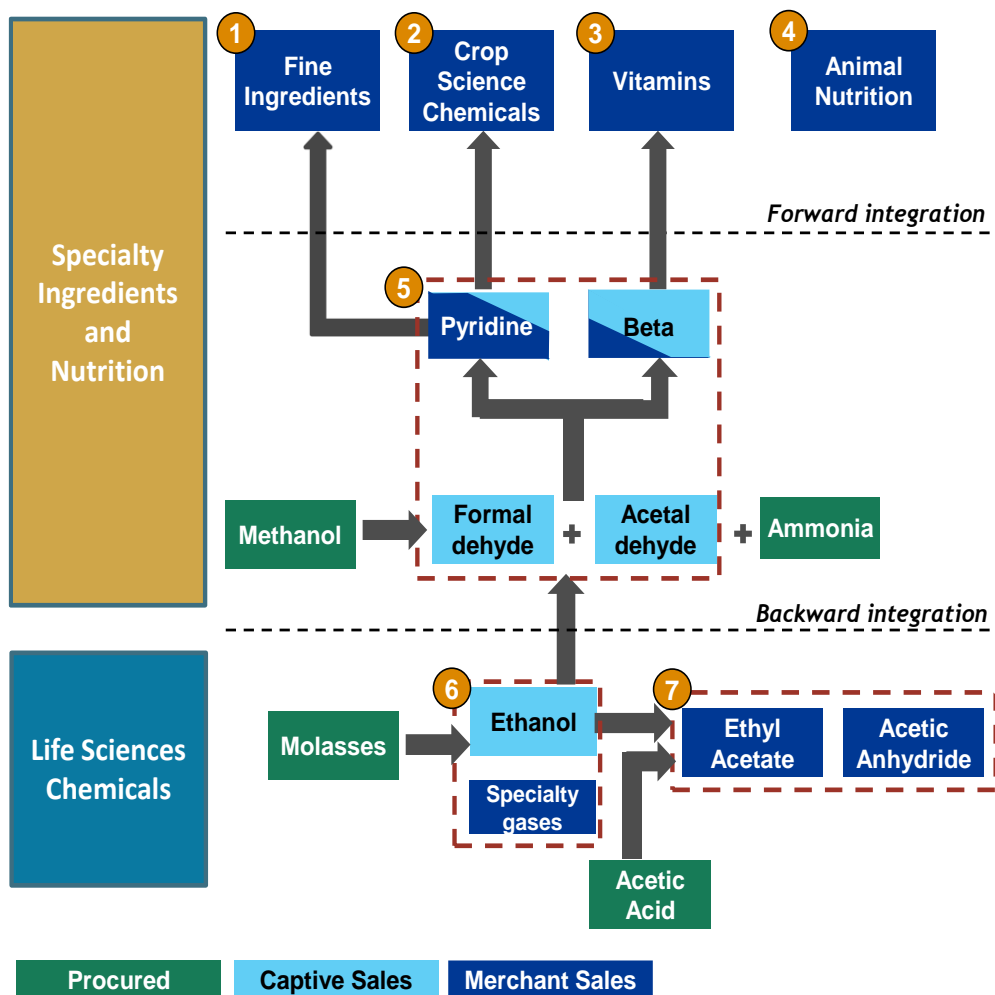 1
Fine
Ingredients
2
Crop
Science
Chemicals
3
Vitamins
4
Animal
Nutrition
Forward integration
Specialty
Ingredients
and
Nutrition
5
Pyridine
Beta
Methanol
Formal
dehyde
+
Acetal
dehyde
+
Ammonia
Backward integration
Life Sciences
Chemicals
6
Molasses
Ethanol
Specialty
gases
7
Ethyl
Acetate
Acetic
Anhydride
Acetic
Acid
Procured
Captive Sales
Merchant Sales